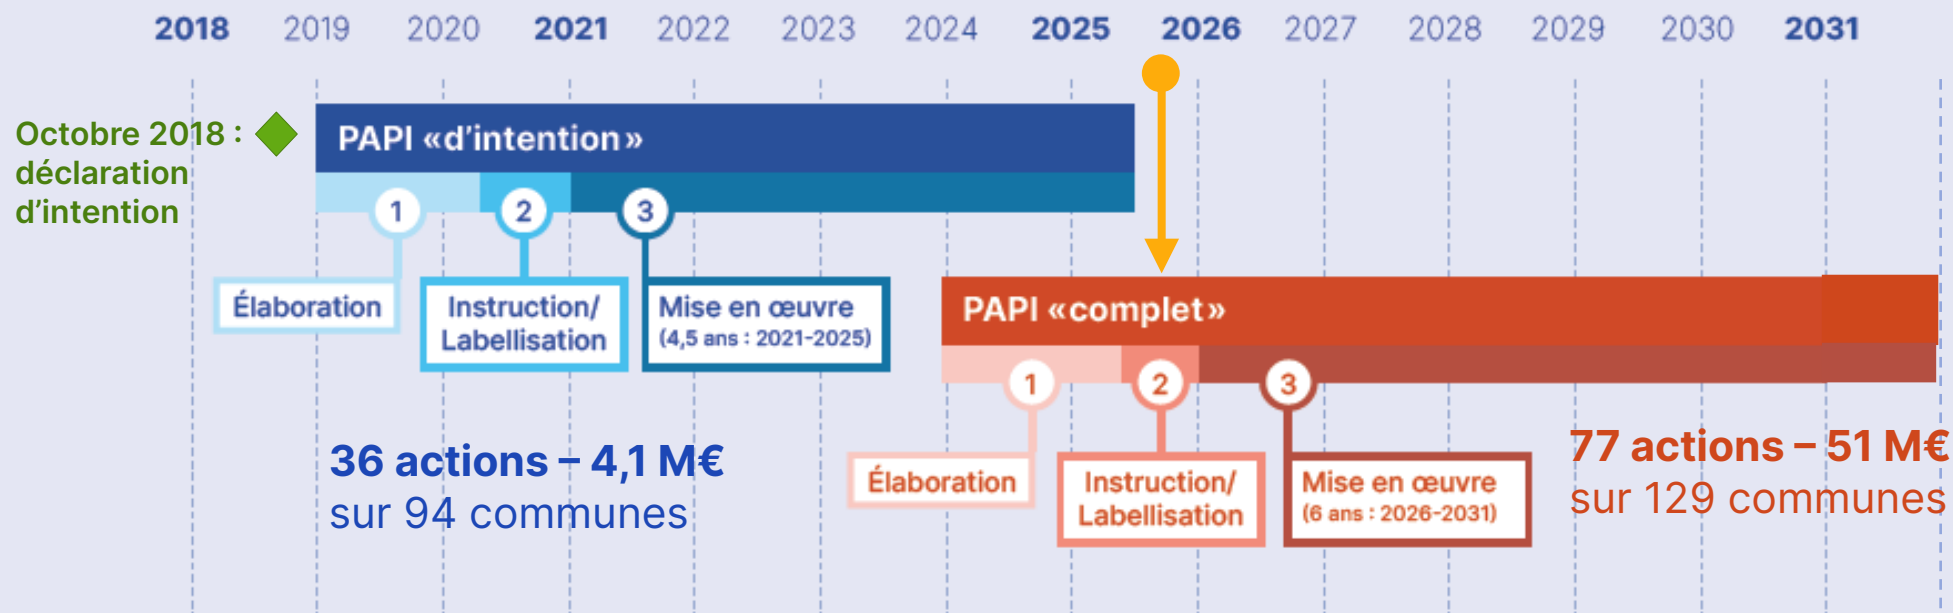 2018 2019 2020 2021 2022 2023 2024 2025 2026 2027 2028 2029 2030 2031
Octobre 2018 :
déclaration
d'intention
PAPI «d'intention»
1 2 3
Élaboration
Instruction/
Labellisation
Mise en œuvre
(4,5 ans : 2021-2025)
36 actions – 4,1 M€
sur 94 communes
PAPI «complet»
1 2 3
Élaboration
Instruction/
Labellisation
Mise en œuvre
(6 ans : 2026-2031)
77 actions – 51 M€
sur 129 communes